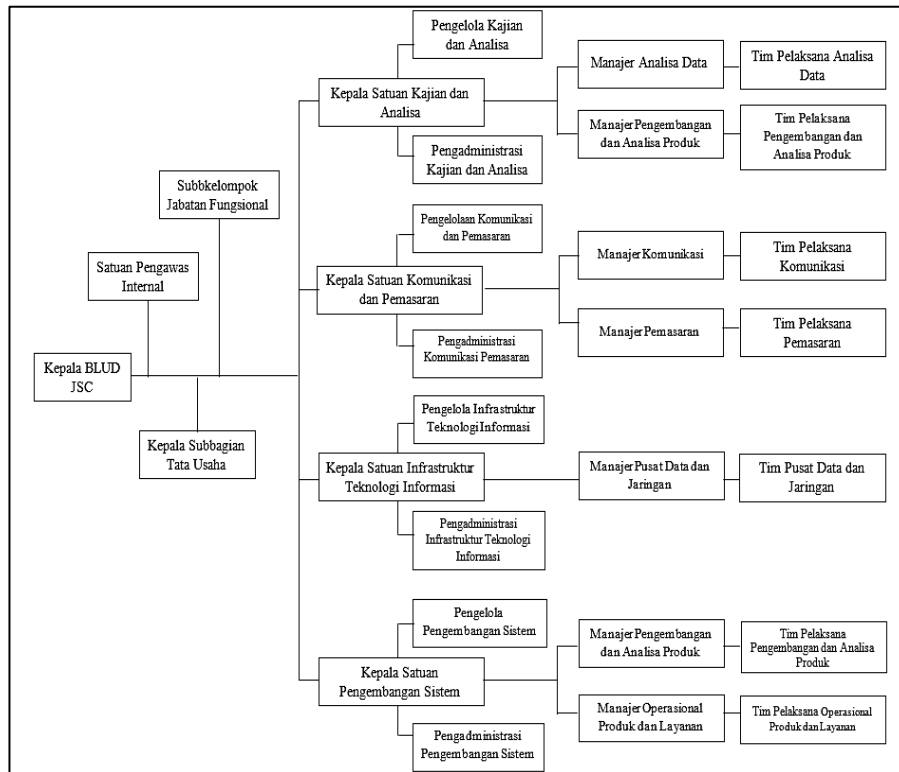 Kepala BLUD
JSC
Satuan Pengawas
Internal
Subbkelompok
Jabatan Fungsional
Kepala Subbagian
Tata Usaha
Pengelola Kajian
dan Analisa
Kepala Satuan Kajian dan
Analisa
Pengadministrasi
Kajian dan Analisa
Manajer Analisa Data
Tim Pelaksana Analisa
Data
Manajer Pengembangan
dan Analisa Produk
Tim Pelaksana
Pengembangan dan
Analisa Produk
Pengelolaan Komunikasi
dan Pemasaran
Kepala Satuan Komunikasi
dan Pemasaran
Pengadministrasi
Komunikasi Pemasaran
Manajer Komunikasi
Tim Pelaksana
Komunikasi
Manajer Pemasaran
Tim Pelaksana
Pemasaran
Pengelola Infrastruktur
Teknologi Informasi
Kepala Satuan Infrastruktur
Teknologi Informasi
Pengadministrasi
Infrastruktur Teknologi
Informasi
Manajer Pusat Data dan
Jaringan
Tim Pusat Data dan
Jaringan
Pengelola
Pengembangan Sistem
Kepala Satuan
Pengembangan Sistem
Pengadministrasi
Pengembangan Sistem
Manajer Pengembangan
dan Analisa Produk
Tim Pelaksana
Pengembangan dan Analisa
Produk
Manajer Operasional
Produk dan Layanan
Tim Pelaksana Operasional
Produk dan Layanan